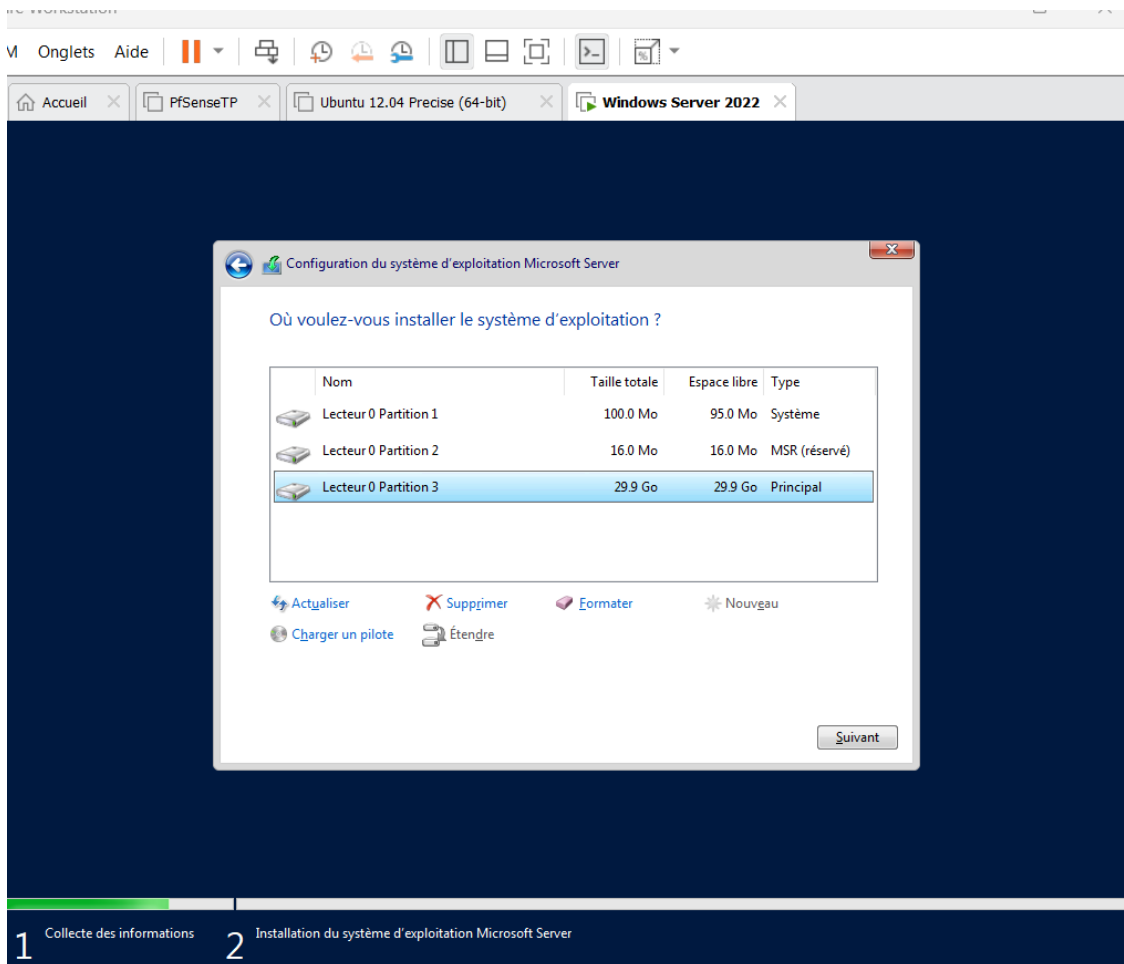 M Onglets Aide
Accueil PfSenseTP Ubuntu 12.04 Precise (64-bit) Windows Server 2022
Configuration du système d'exploitation Microsoft Server
Où voulez-vous installer le système d'exploitation ?
Nom Taille totale Espace libre Type
Lecteur 0 Partition 1 100.0 Mo 95.0 Mo Système
Lecteur 0 Partition 2 16.0 Mo 16.0 Mo MSR (réservé)
Lecteur 0 Partition 3 29.9 Go 29.9 Go Principal
Actualiser Supprimer Formater Nouveau
Charger un pilote Étendre
Suivant
1 Collecte des informations 2 Installation du système d'exploitation Microsoft Server